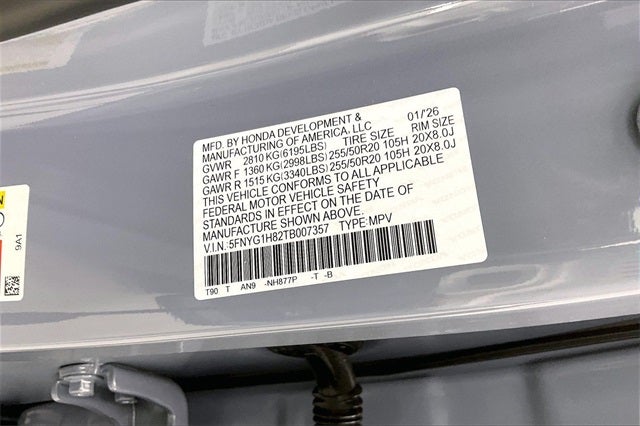 MFD. BY HONDA DEVELOPMENT & 01/'26
MANUFACTURING OF AMERICA, LLC
GVWR 2810 KG(6195LBS) TIRE SIZE RIM SIZE
GAWR F 1360 KG(2998LBS) 255/50R20 105H 20X8.0J
GAWR R 1515 KG(3340LBS) 255/50R20 105H 20X8.0J
THIS VEHICLE CONFORMS TO ALL APPLICABLE
FEDERAL MOTOR VEHICLE SAFETY
STANDARDS IN EFFECT ON THE DATE OF
MANUFACTURE SHOWN ABOVE.
V.I.N.:5FNYG1H82TB007357 TYPE:MPV
T90 T AN9 -NH877P -T -B
9A1